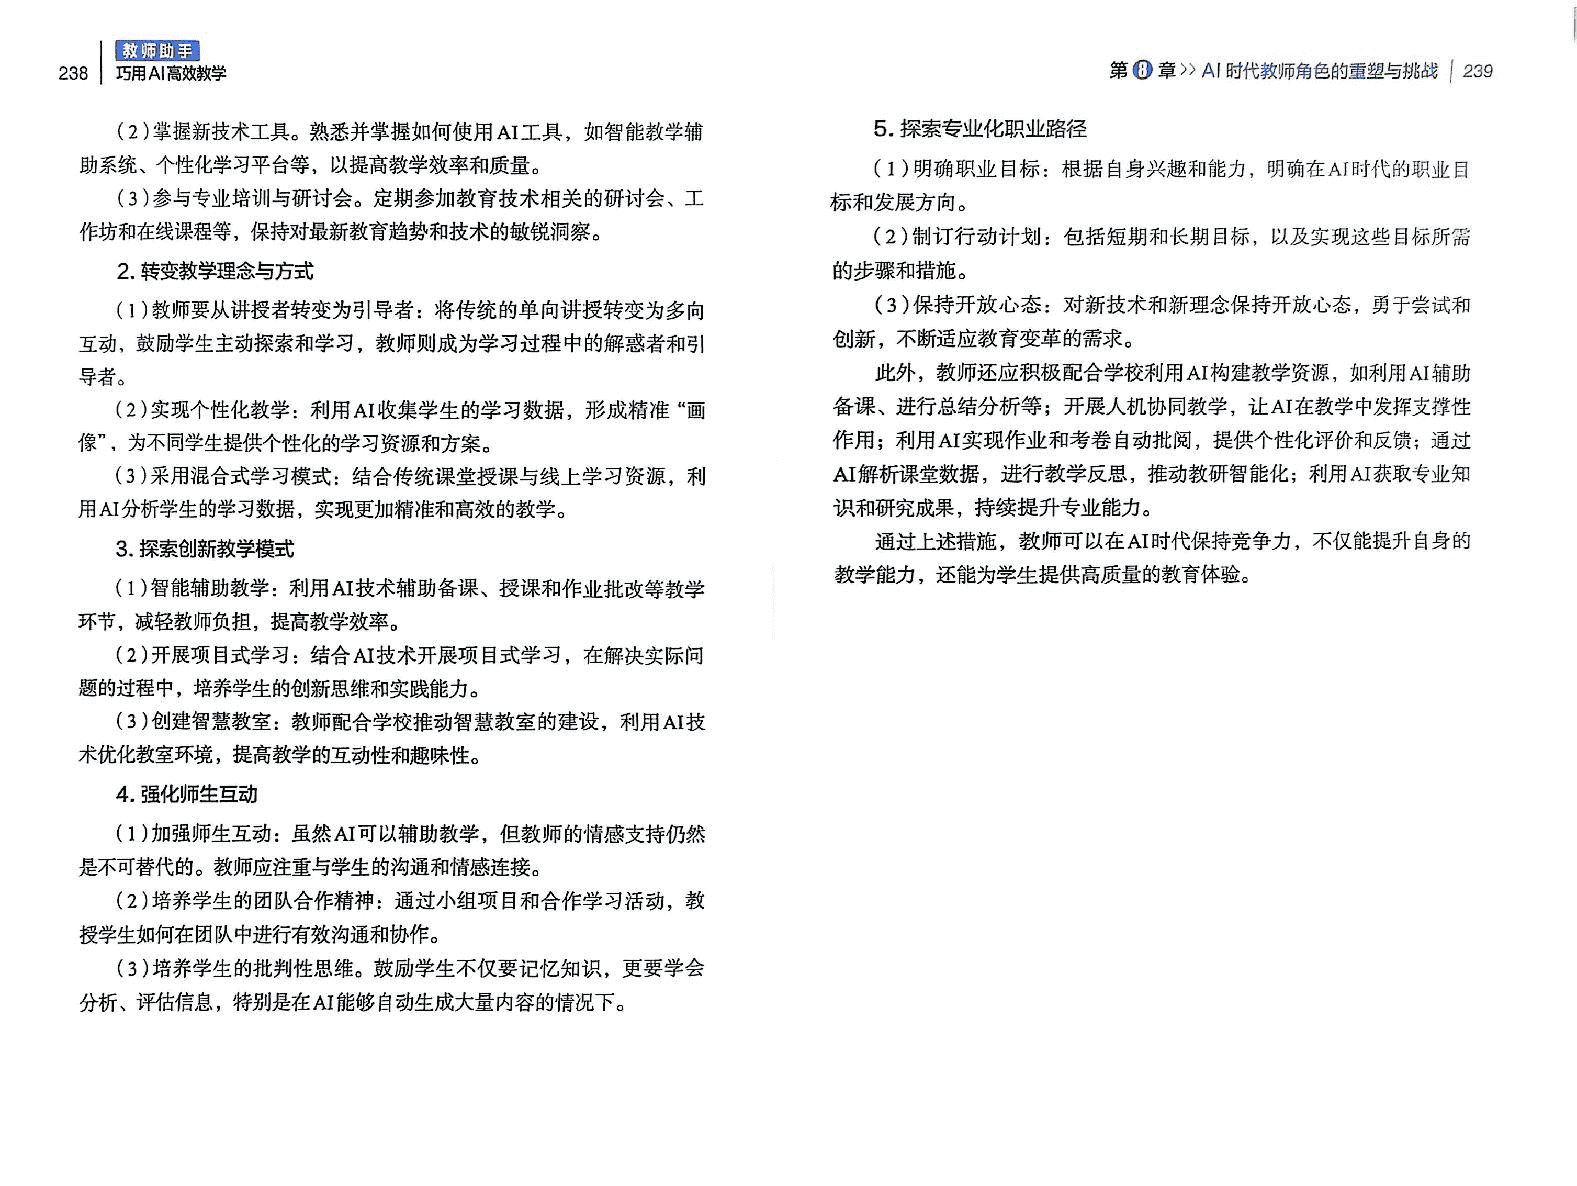 238
教师助手
巧用AI高效教学
(2)掌握新技术工具。熟悉并掌握如何使用AI工具，如智能教学辅
助系统、个性化学习平台等，以提高教学效率和质量。
(3)参与专业培训与研讨会。定期参加教育技术相关的研讨会、工
作坊和在线课程等，保持对最新教育趋势和技术的敏锐洞察。
2. 转变教学理念与方式
(1)教师要从讲授者转变为引导者：将传统的单向讲授转变为多向
互动，鼓励学生主动探索和学习，教师则成为学习过程中的解惑者和引
导者。
(2)实现个性化教学：利用AI收集学生的学习数据，形成精准“画
像”，为不同学生提供个性化的学习资源和方案。
(3)采用混合式学习模式：结合传统课堂授课与线上学习资源，利
用AI分析学生的学习数据，实现更加精准和高效的教学。
3. 探索创新教学模式
(1)智能辅助教学：利用AI技术辅助备课、授课和作业批改等教学
环节，减轻教师负担，提高教学效率。
(2)开展项目式学习：结合AI技术开展项目式学习，在解决实际问
题的过程中，培养学生的创新思维和实践能力。
(3)创建智慧教室：教师配合学校推动智慧教室的建设，利用AI技
术优化教室环境，提高教学的互动性和趣味性。
4. 强化师生互动
(1)加强师生互动：虽然AI可以辅助教学，但教师的情感支持仍然
是不可替代的。教师应注重与学生的沟通和情感连接。
(2)培养学生的团队合作精神：通过小组项目和合作学习活动，教
授学生如何在团队中进行有效沟通和协作。
(3)培养学生的批判性思维。鼓励学生不仅要记忆知识，更要学会
分析、评估信息，特别是在AI能够自动生成大量内容的情况下。
第8章>> AI时代教师角色的重塑与挑战 239
5. 探索专业化职业路径
(1)明确职业目标：根据自身兴趣和能力，明确在AI时代的职业目
标和发展方向。
(2)制订行动计划：包括短期和长期目标，以及实现这些目标所需
的步骤和措施。
(3)保持开放心态：对新技术和新理念保持开放心态，勇于尝试和
创新，不断适应教育变革的需求。
此外，教师还应积极配合学校利用AI构建教学资源，如利用AI辅助
备课、进行总结分析等；开展人机协同教学，让AI在教学中发挥支撑性
作用；利用AI实现作业和考卷自动批阅，提供个性化评价和反馈；通过
AI解析课堂数据，进行教学反思，推动教研智能化；利用AI获取专业知
识和研究成果，持续提升专业能力。
通过上述措施，教师可以在AI时代保持竞争力，不仅能提升自身的
教学能力，还能为学生提供高质量的教育体验。